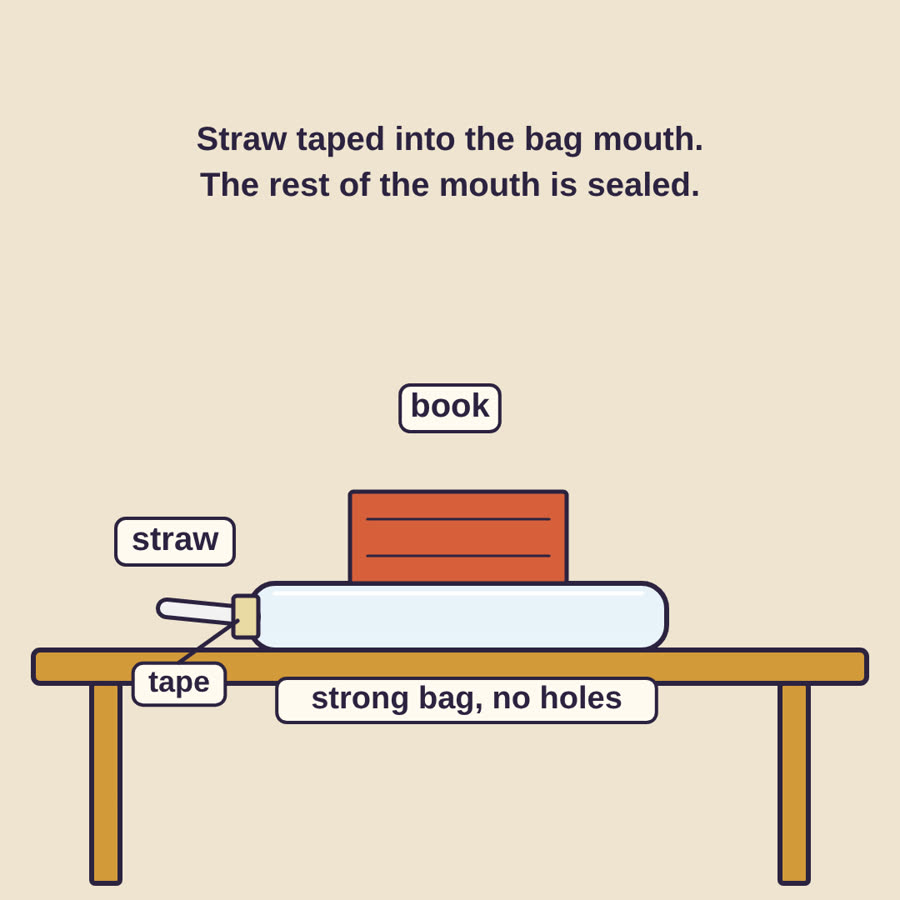 Straw taped into the bag mouth.
The rest of the mouth is sealed.
book
straw
tape
strong bag, no holes